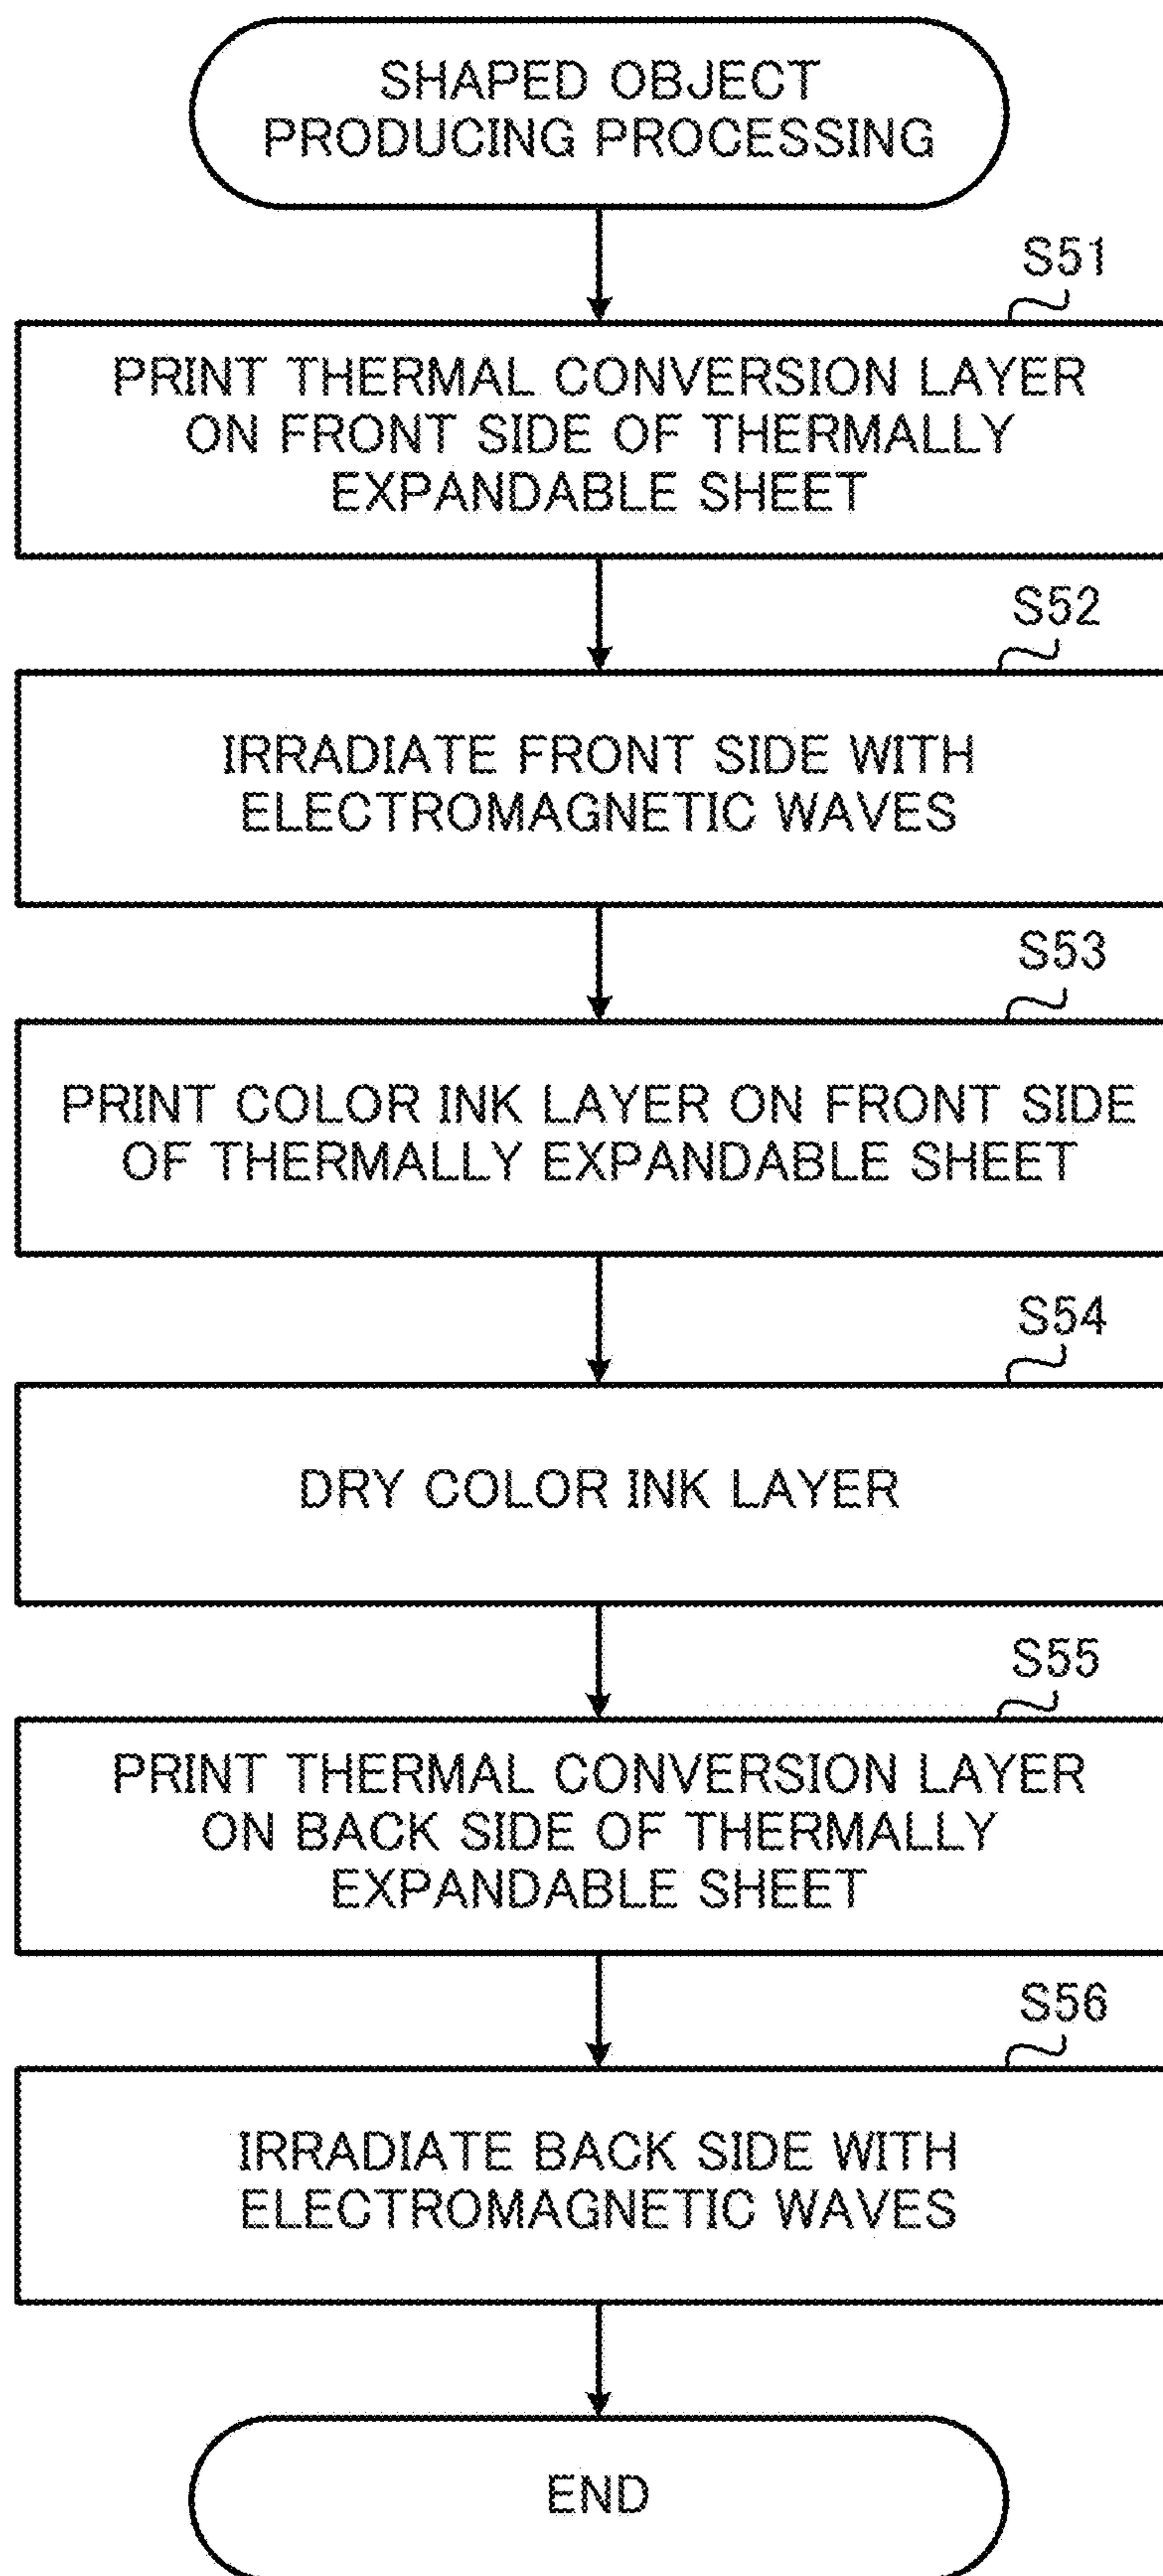 SHAPED OBJECT
PRODUCING PROCESSING
S51
PRINT THERMAL CONVERSION LAYER
ON FRONT SIDE OF THERMALLY
EXPANDABLE SHEET
S52
IRRADIATE FRONT SIDE WITH
ELECTROMAGNETIC WAVES
S53
PRINT COLOR INK LAYER ON FRONT SIDE
OF THERMALLY EXPANDABLE SHEET
S54
DRY COLOR INK LAYER
S55
PRINT THERMAL CONVERSION LAYER
ON BACK SIDE OF THERMALLY
EXPANDABLE SHEET
S56
IRRADIATE BACK SIDE WITH
ELECTROMAGNETIC WAVES
END